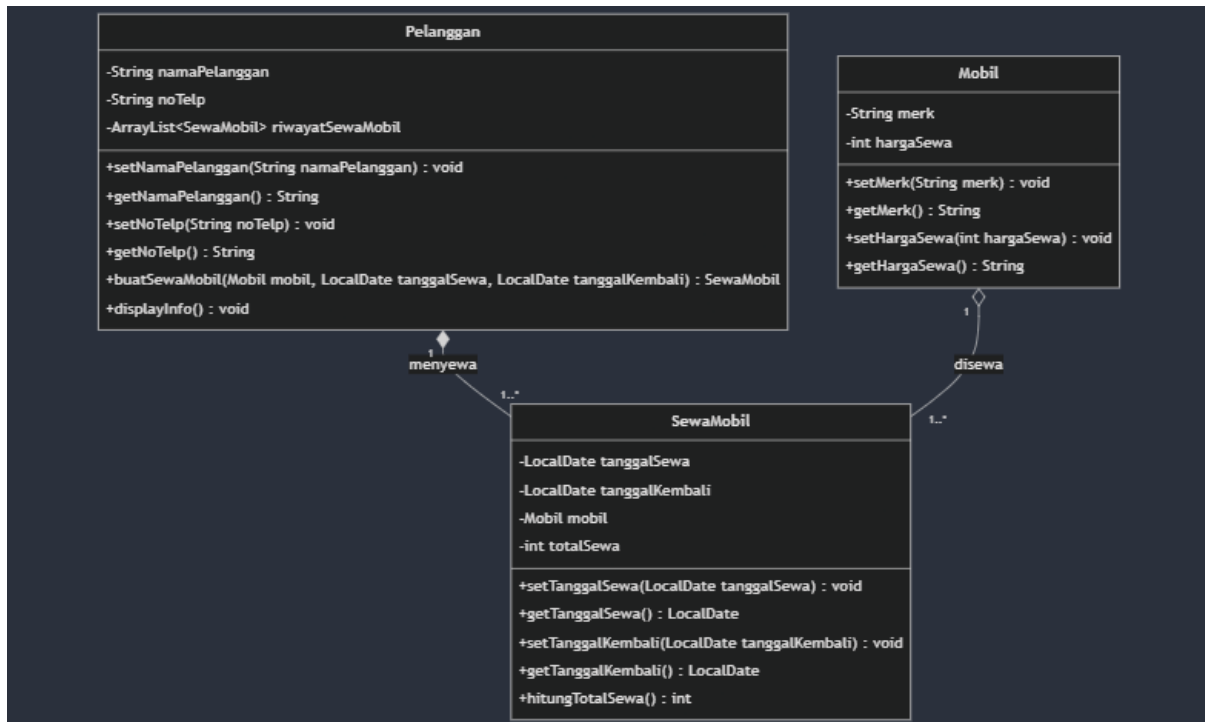 Pelanggan
-String namaPelanggan
-String noTelp
-ArrayList<SewaMobil> riwayatSewaMobil
+setNamaPelanggan(String namaPelanggan) : void
+getNamaPelanggan() : String
+setNoTelp(String noTelp) : void
+getNoTelp() : String
+buatSewaMobil(Mobil mobil, LocalDate tanggalSewa, LocalDate tanggalKembali) : SewaMobil
+displayInfo() : void
Mobil
-String merk
-int hargaSewa
+setMerk(String merk) : void
+getMerk() : String
+setHargaSewa(int hargaSewa) : void
+getHargaSewa() : String
1
menyewa
1..*
1
disewa
1..*
SewaMobil
-LocalDate tanggalSewa
-LocalDate tanggalKembali
-Mobil mobil
-int totalSewa
+setTanggalSewa(LocalDate tanggalSewa) : void
+getTanggalSewa() : LocalDate
+setTanggalKembali(LocalDate tanggalKembali) : void
+getTanggalKembali() : LocalDate
+hitungTotalSewa() : int